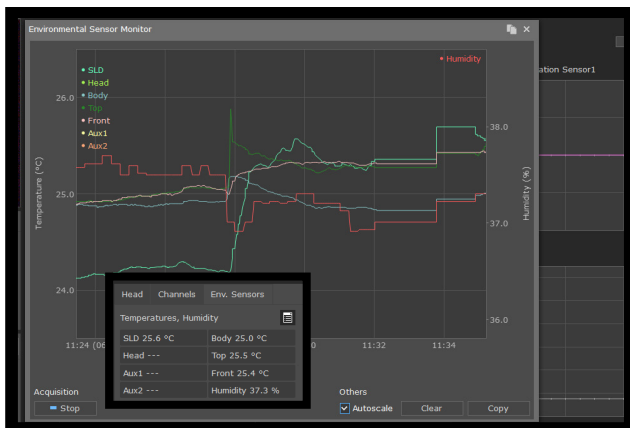 Environmental Sensor Monitor
ation Sensor1
SLD
Head
Body
Top
Front
Aux1
Aux2
Humidity
26.0
25.0
24.0
Temperature (°C)
38.0
37.0
36.0
Humidity (%)
11:24 (06
0
11:32
11:34
Head Channels Env. Sensors
Temperatures, Humidity
SLD 25.6 °C Body 25.0 °C
Head --- Top 25.5 °C
Aux1 --- Front 25.4 °C
Aux2 --- Humidity 37.3 %
Acquisition
Stop
Others
Autoscale Clear Copy